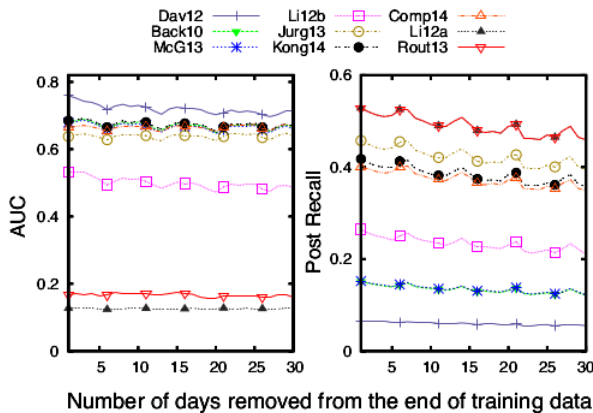 Dav12 Li12b Comp14
Back10 Jurg13 Li12a
McG13 Kong14 Rout13
0.8 0.6
0.6
0.4
0.4
0.2
0.2
0 0
AUC
Post Recall
5 10 15 20 25 30 5 10 15 20 25 30
Number of days removed from the end of training data